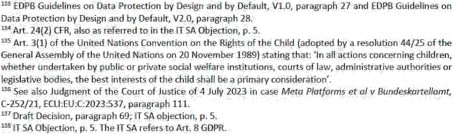 133 EDPB Guidelines on Data Protection by Design and by Default, V1.0, paragraph 27 and EDPB Guidelines on
Data Protection by Design and by Default, V2.0, paragraph 28.
134 Art. 24(2) CFR, also as referred to in the IT SA Objection, p. 5.
135 Art. 3(1) of the United Nations Convention on the Rights of the Child (adopted by a resolution 44/25 of the
General Assembly of the United Nations on 20 November 1989) stating that: 'In all actions concerning children,
whether undertaken by public or private social welfare institutions, courts of law, administrative authorities or
legislative bodies, the best interests of the child shall be a primary consideration'.
136 See also Judgment of the Court of Justice of 4 July 2023 in case Meta Platforms et al v Bundeskartellamt,
C-252/21, ECLI:EU:C:2023:537, paragraph 111.
137 Draft Decision, paragraph 69; IT SA objection, p. 5.
138 IT SA Objection, p. 5. The IT SA refers to Art. 8 GDPR.